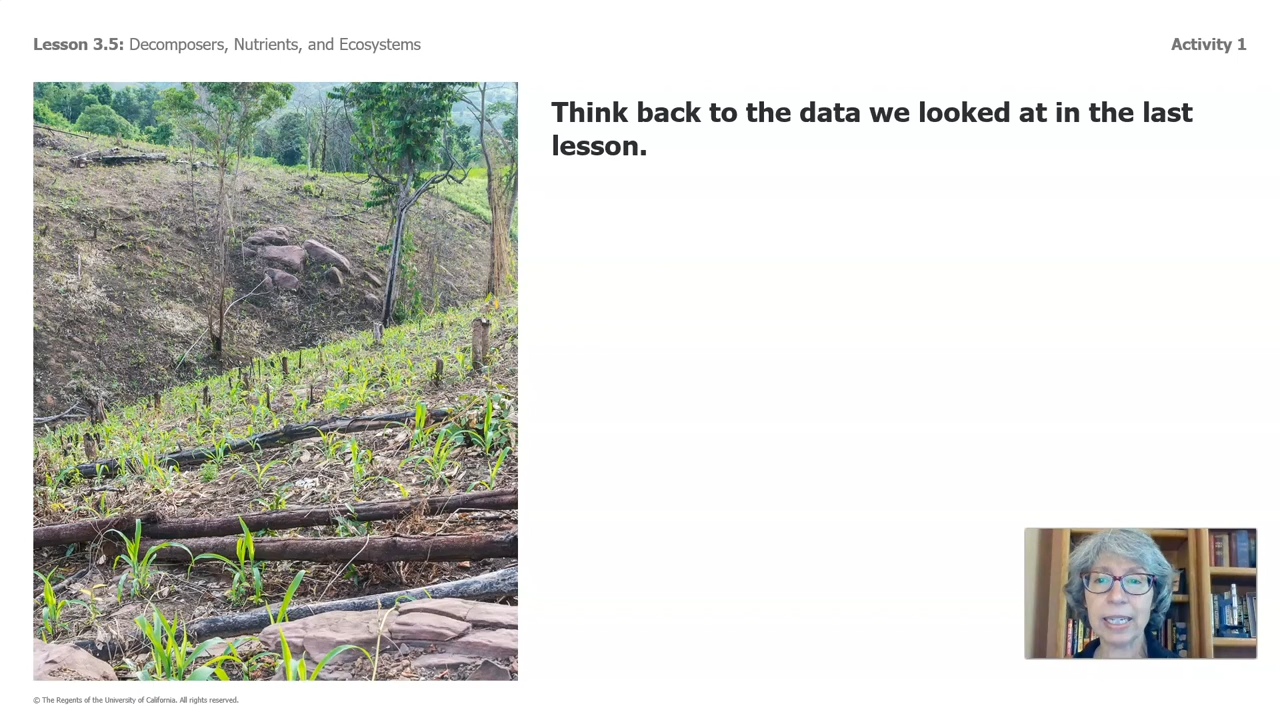 Lesson 3.5: Decomposers, Nutrients, and Ecosystems
Activity 1
Think back to the data we looked at in the last
lesson.
© The Regents of the University of California. All rights reserved.